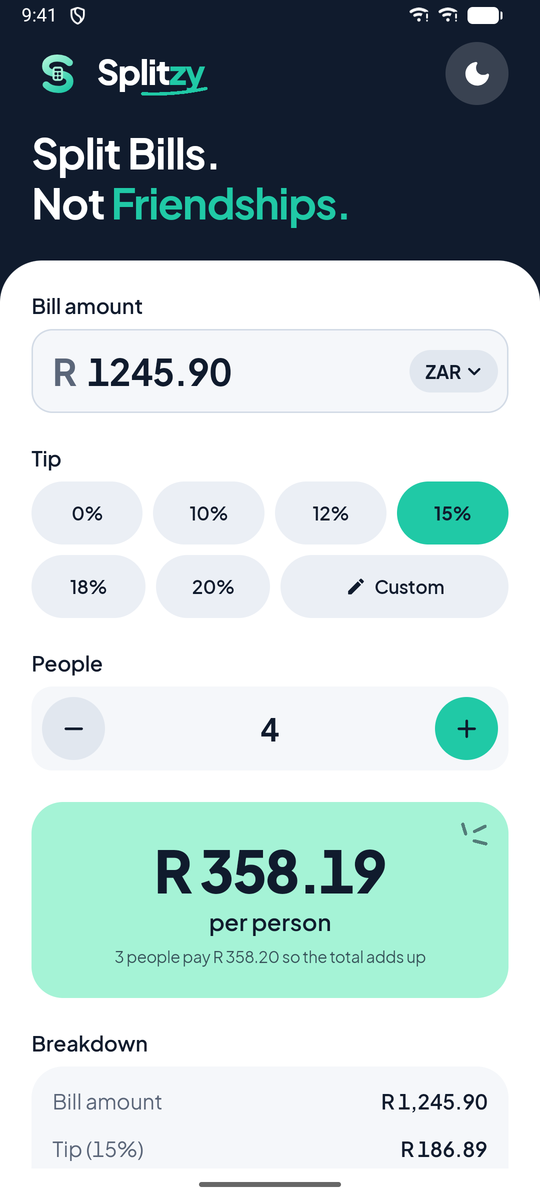 9:41
Splitzy
Split Bills.
Not Friendships.
Bill amount
R 1245.90 ZAR
Tip
0% 10% 12% 15%
18% 20% Custom
People
− 4 +
R 358.19
per person
3 people pay R 358.20 so the total adds up
Breakdown
Bill amount R 1,245.90
Tip (15%) R 186.89